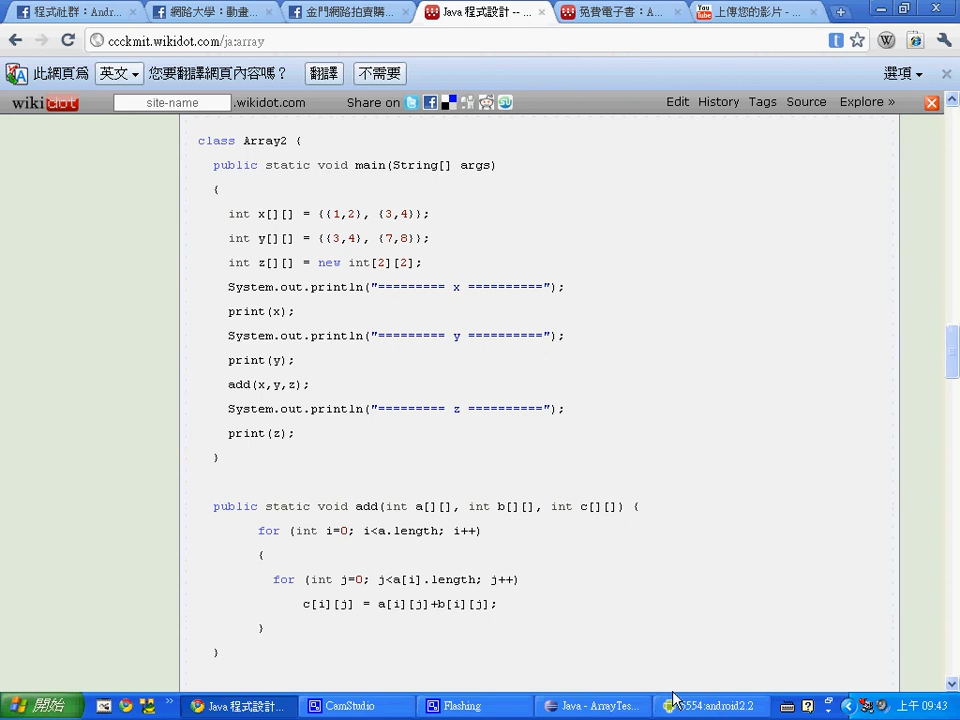 程式社群：Andr...
網路大學：動畫...
金門網路拍賣購...
Java 程式設計 -- ...
免費電子書：A...
You Tube
上傳您的影片 - ...
ccckmit.wikidot.com/ja:array
此網頁為 英文 您要翻譯網頁內容嗎？ 翻譯 不需要 選項
wikidot site-name .wikidot.com Share on Edit History Tags Source Explore »
class Array2 {
public static void main(String[] args)
{
int x[][] = {{1,2}, {3,4}};
int y[][] = {{3,4}, {7,8}};
int z[][] = new int[2][2];
System.out.println("========= x ==========");
print(x);
System.out.println("========= y ==========");
print(y);
add(x,y,z);
System.out.println("========= z ==========");
print(z);
}
public static void add(int a[][], int b[][], int c[][]) {
for (int i=0; i<a.length; i++)
{
for (int j=0; j<a[i].length; j++)
c[i][j] = a[i][j]+b[i][j];
}
}
開始 Java 程式設計... CamStudio Flashing Java - ArrayTes... 5554:android2.2 上午 09:43